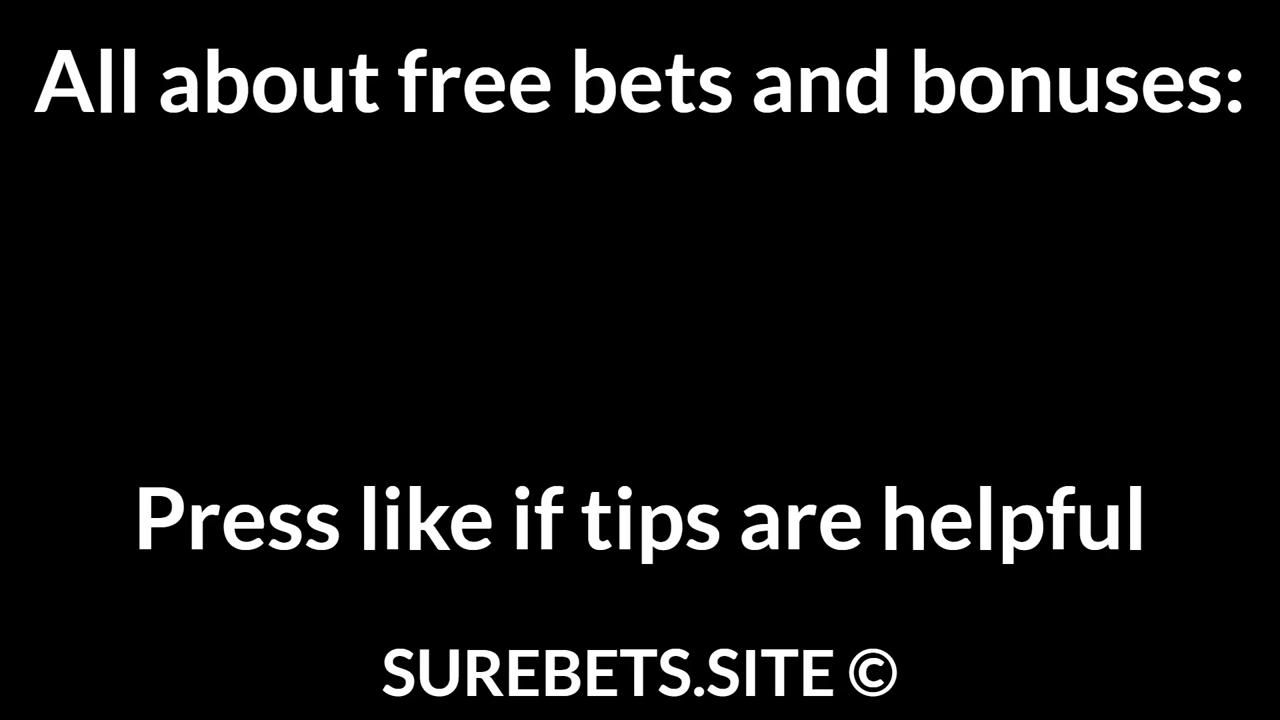 All about free bets and bonuses:
Press like if tips are helpful
SUREBETS.SITE ©